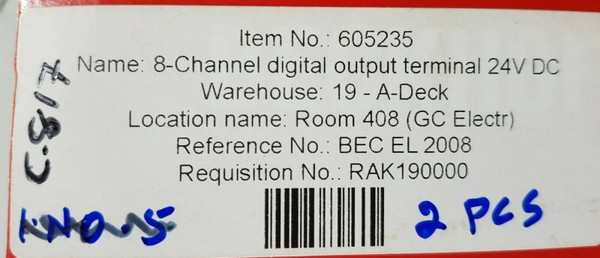 Item No.: 605235
Name: 8-Channel digital output terminal 24V DC
Warehouse: 19 - A-Deck
Location name: Room 408 (GC Electr)
Reference No.: BEC EL 2008
Requisition No.: RAK190000
C.817
2 PCS